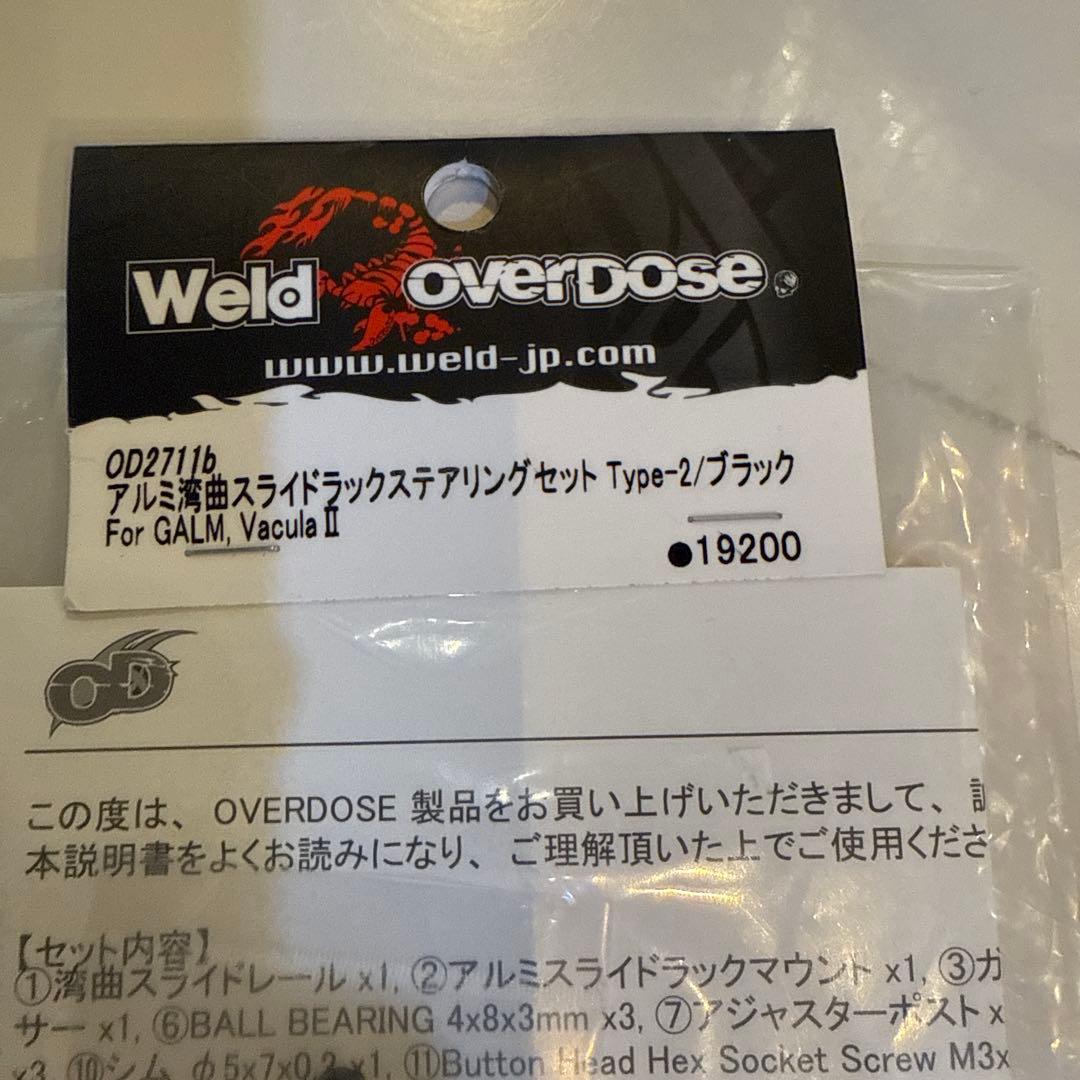 Weld OVERDOSE
www.weld-jp.com
OD2711b
アルミ湾曲スライドラックステアリングセット Type-2/ブラック
For GALM, Vacula Ⅱ
●19200
OD
この度は、 OVERDOSE 製品をお買い上げいただきまして、
本説明書をよくお読みになり、ご理解頂いた上でご使用くださ
【セット内容】
①湾曲スライドレール x1, ②アルミスライドラックマウント x1, ③ガ
サー x1, ⑥BALL BEARING 4x8x3mm x3, ⑦アジャスターポスト x
x3, ⑩シム φ5x7x0.2 x1, ⑪Button Head Hex Socket Screw M3x